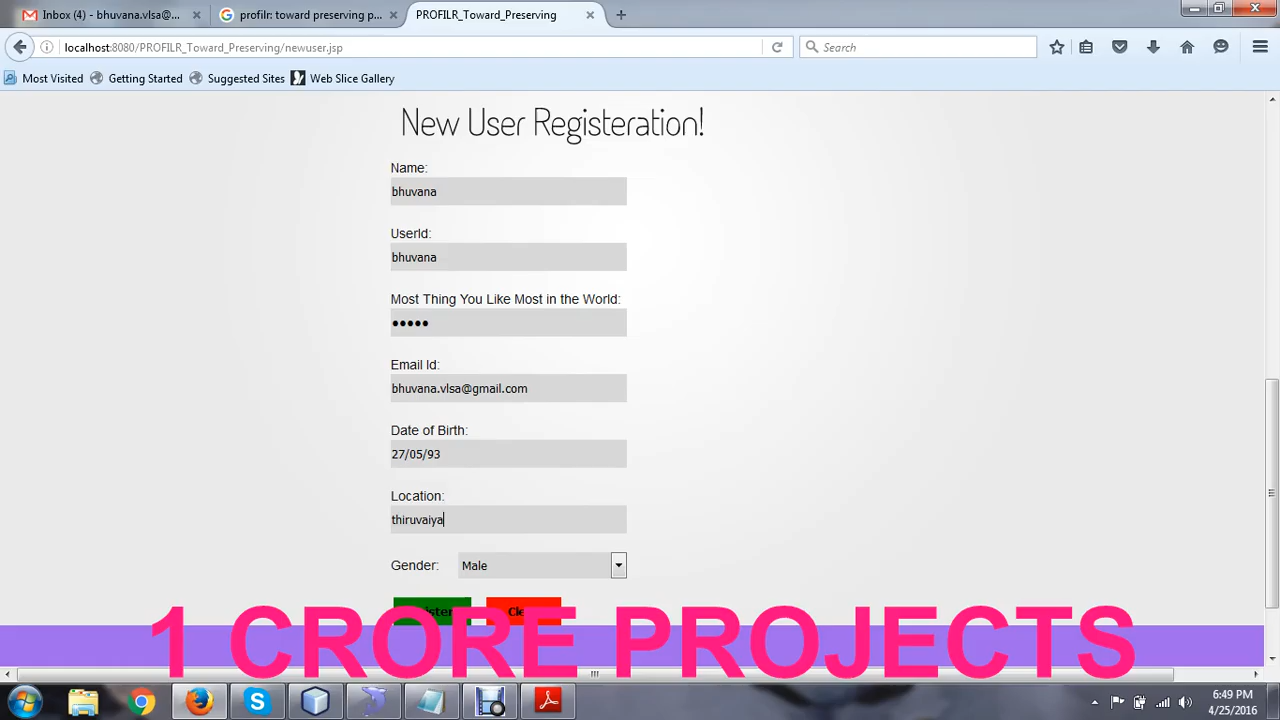 Inbox (4) - bhuvana.vlsa@...
profilr: toward preserving p...
PROFILR_Toward_Preserving
localhost:8080/PROFILR_Toward_Preserving/newuser.jsp
Search
Most Visited
Getting Started
Suggested Sites
Web Slice Gallery
New User Registeration!
Name:
bhuvana
UserId:
bhuvana
Most Thing You Like Most in the World:
•••••
Email Id:
bhuvana.vlsa@gmail.com
Date of Birth:
27/05/93
Location:
thiruvaiya
Gender: Male
1 CRORE PROJECTS
6:49 PM
4/25/2016